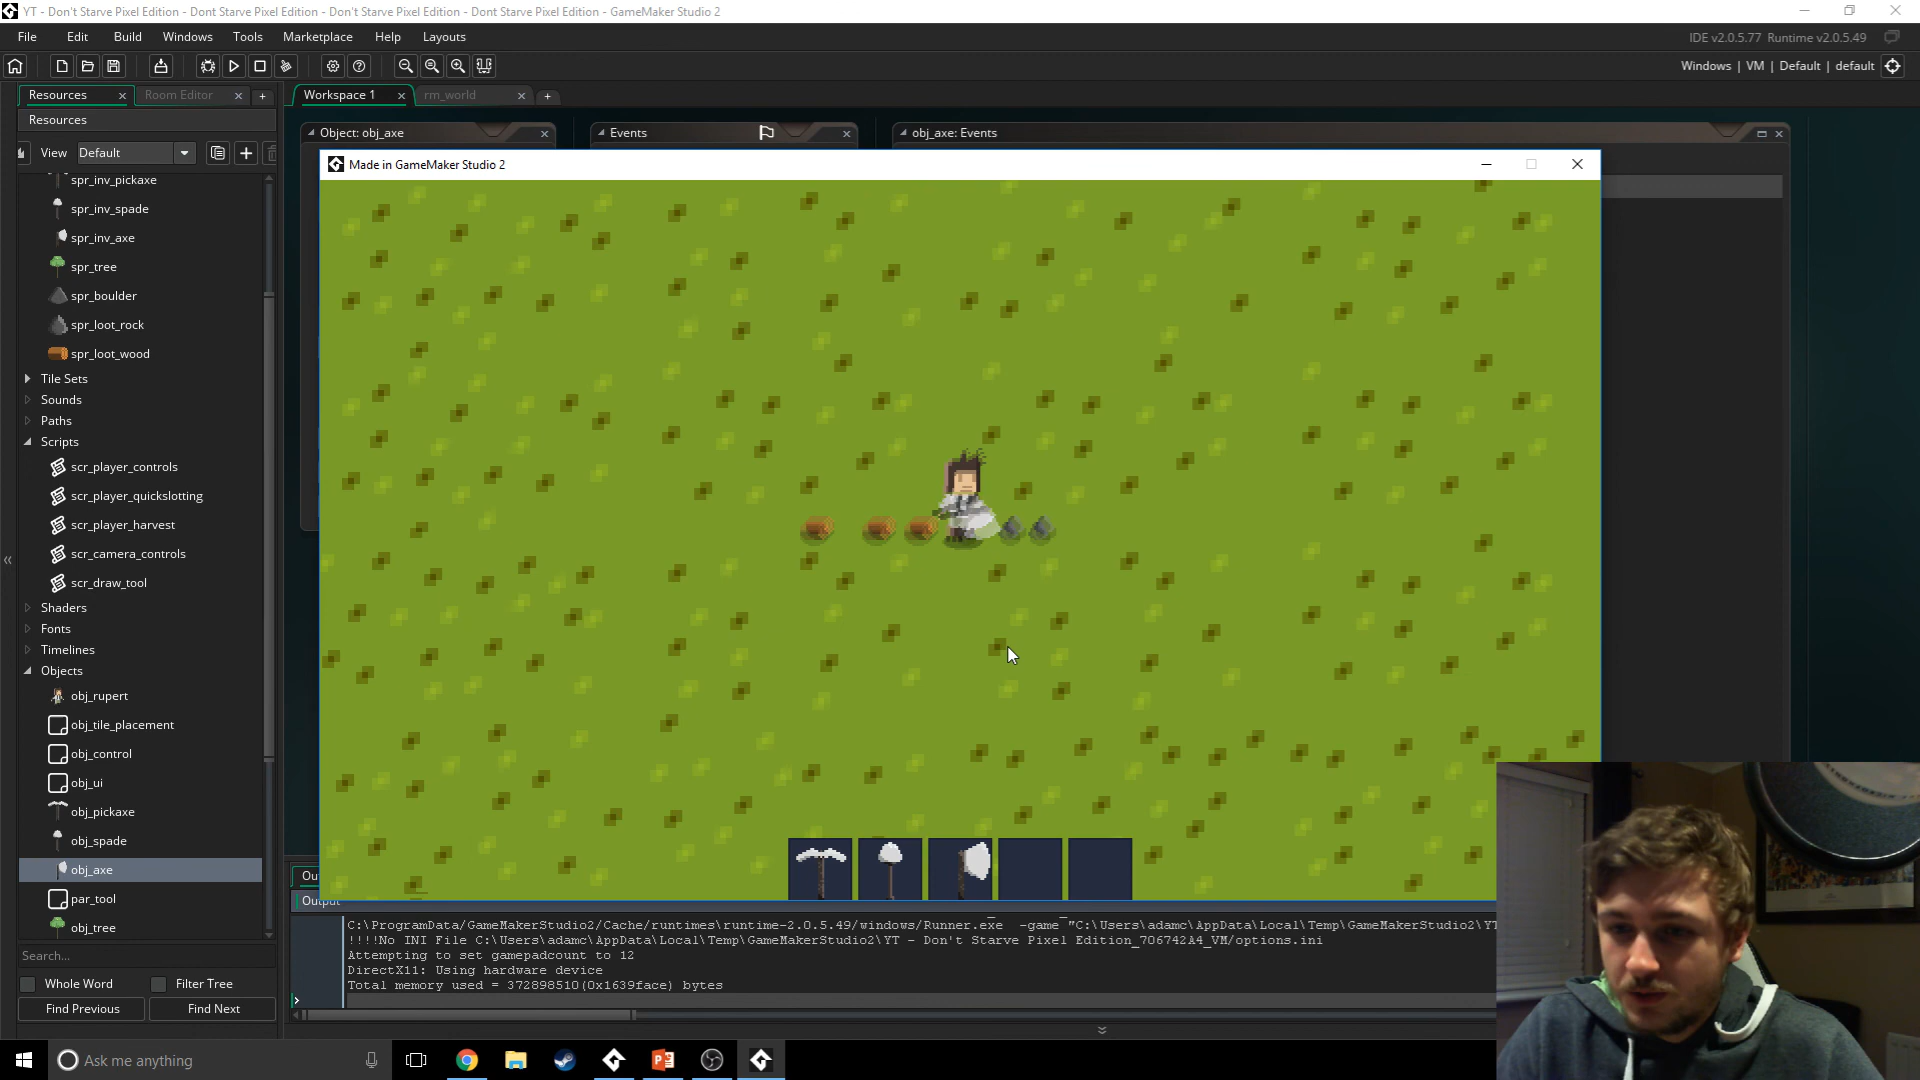 YT - Don't Starve Pixel Edition - Dont Starve Pixel Edition - Don't Starve Pixel Edition - Dont Starve Pixel Edition - GameMaker Studio 2
File Edit Build Windows Tools Marketplace Help Layouts
IDE v2.0.5.77 Runtime v2.0.5.49
Windows | VM | Default | default
Resources
Room Editor
Workspace 1
rm_world
Resources
Object: obj_axe
Events
obj_axe: Events
View Default
Made in GameMaker Studio 2
spr_inv_pickaxe
spr_inv_spade
spr_inv_axe
spr_tree
spr_boulder
spr_loot_rock
spr_loot_wood
Tile Sets
Sounds
Paths
Scripts
scr_player_controls
scr_player_quickslotting
scr_player_harvest
scr_camera_controls
scr_draw_tool
Shaders
Fonts
Timelines
Objects
obj_rupert
obj_tile_placement
obj_control
obj_ui
obj_pickaxe
obj_spade
obj_axe
par_tool
obj_tree
Search...
Whole Word
Filter Tree
Find Previous
Find Next
Ou
Output
C:\ProgramData/GameMakerStudio2/Cache/runtimes\runtime-2.0.5.49/windows/Runner.exe -game "C:\Users\adamc\AppData\Local\Temp\GameMakerStudio2\YT
!!!!No INI File C:\Users\adamc\AppData\Local\Temp\GameMakerStudio2\YT - Don't Starve Pixel Edition_706742A4_VM/options.ini
Attempting to set gamepadcount to 12
DirectX11: Using hardware device
Total memory used = 372898510(0x1639face) bytes
Ask me anything